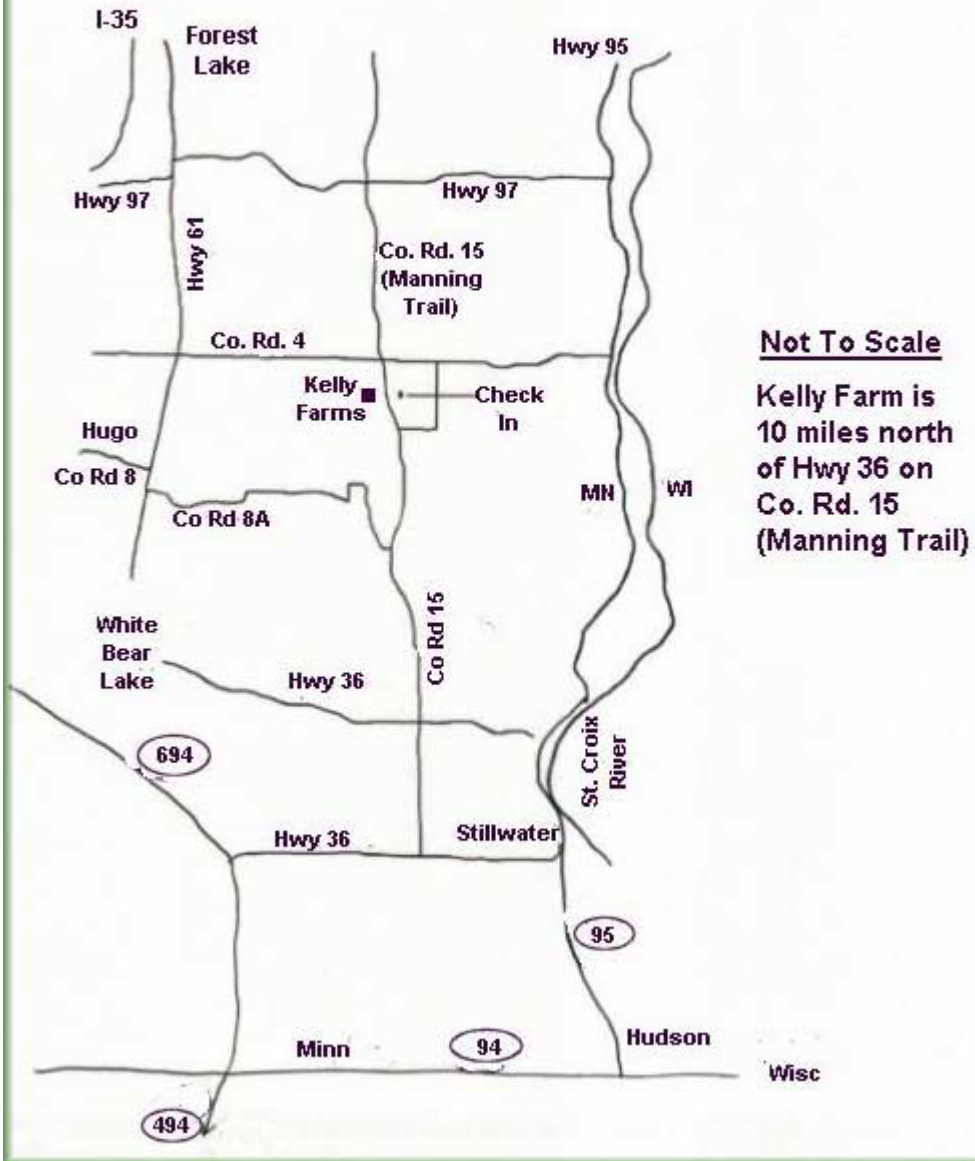 I-35
Forest
Lake
Hwy 95
Hwy 97
Hwy 97
Hwy 61
Co. Rd. 15
(Manning
Trail)
Co. Rd. 4
Not To Scale
Kelly
Farms
Check
In
Kelly Farm is
10 miles north
of Hwy 36 on
Co. Rd. 15
(Manning Trail)
Hugo
Co Rd 8
MN
WI
Co Rd 8A
Co Rd 15
White
Bear
Lake
Hwy 36
694
St. Croix
River
Hwy 36
Stillwater
95
Minn
94
Hudson
Wisc
494